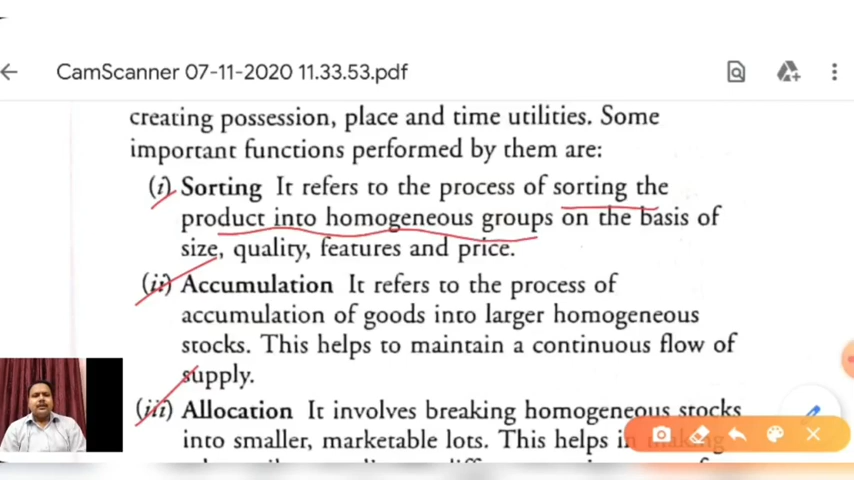 CamScanner 07-11-2020 11.33.53.pdf
creating possession, place and time utilities. Some
important functions performed by them are:
(i) Sorting It refers to the process of sorting the
product into homogeneous groups on the basis of
size, quality, features and price.
(ii) Accumulation It refers to the process of
accumulation of goods into larger homogeneous
stocks. This helps to maintain a continuous flow of
supply.
(iii) Allocation It involves breaking homogeneous stocks
into smaller, marketable lots. This helps in making